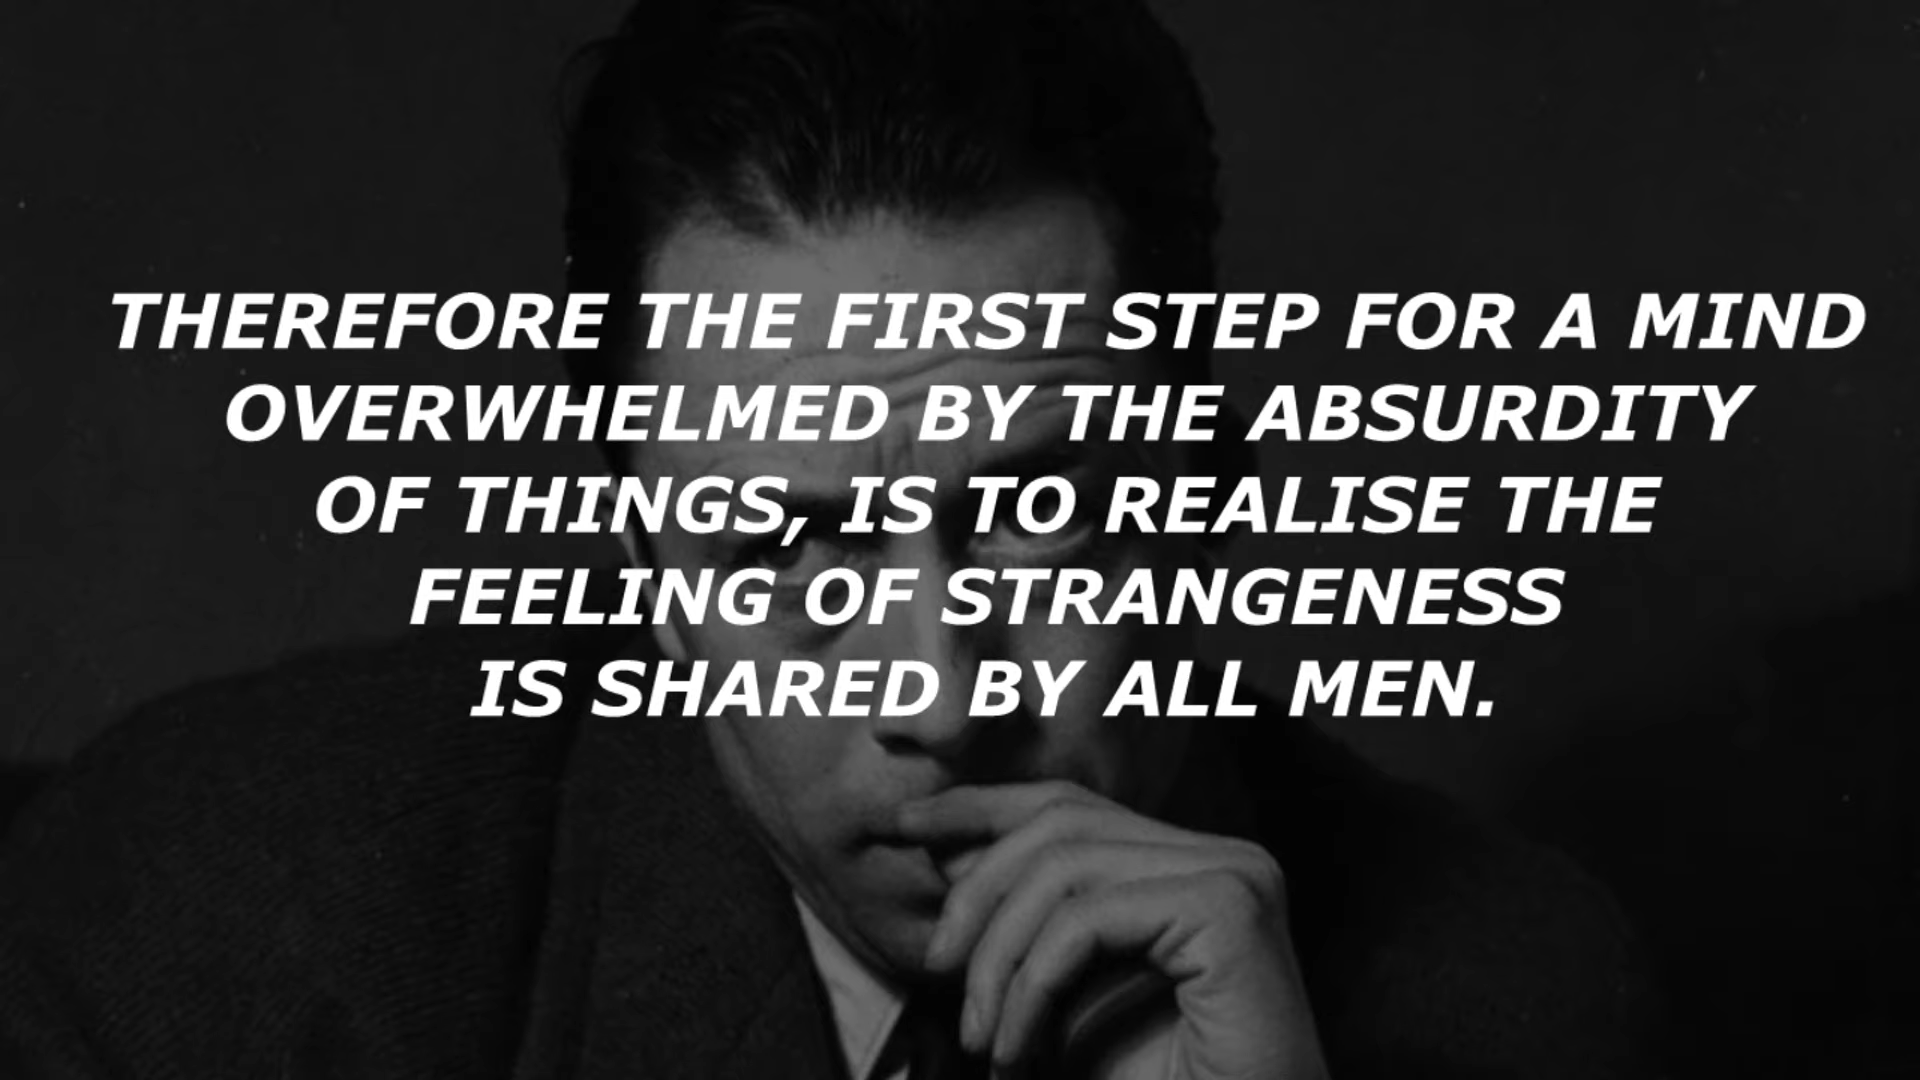 THEREFORE THE FIRST STEP FOR A MIND
OVERWHELMED BY THE ABSURDITY
OF THINGS, IS TO REALISE THE
FEELING OF STRANGENESS
IS SHARED BY ALL MEN.